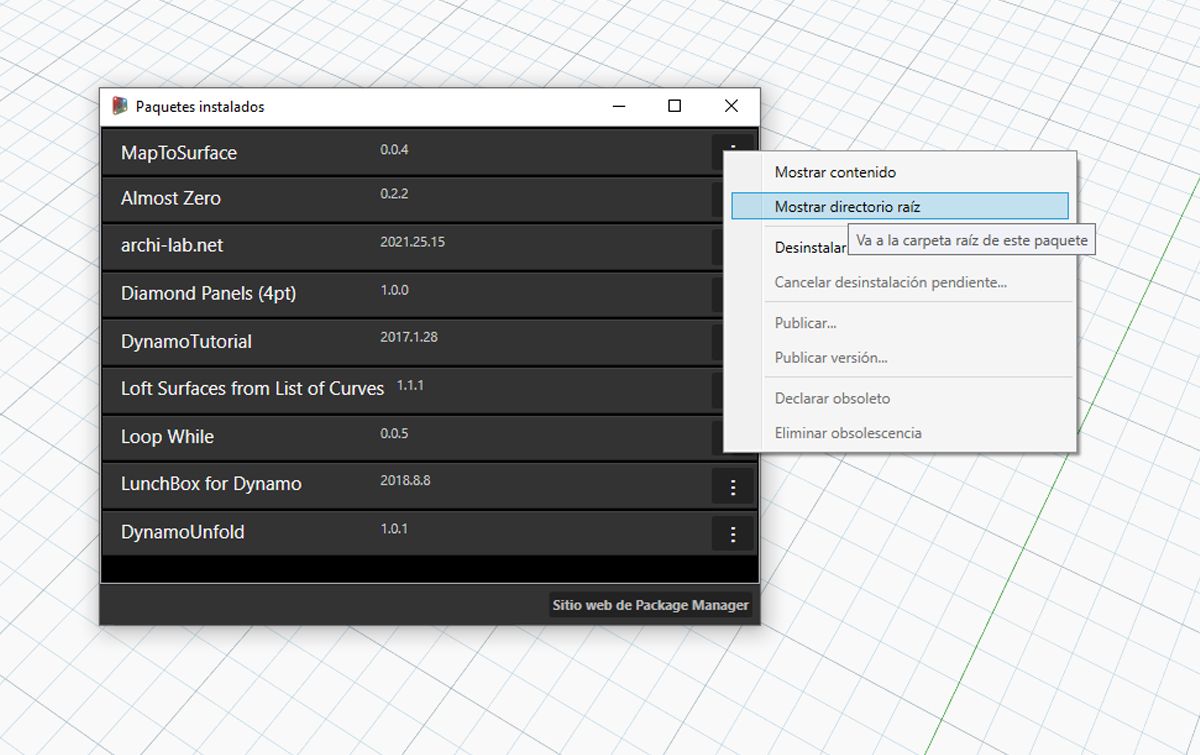 Paquetes instalados
MapToSurface 0.0.4
Mostrar contenido
Almost Zero 0.2.2
Mostrar directorio raíz
Va a la carpeta raíz de este paquete
archi-lab.net 2021.25.15
Desinstalar
Cancelar desinstalación pendiente...
Diamond Panels (4pt) 1.0.0
Publicar...
DynamoTutorial 2017.1.28
Publicar versión...
Loft Surfaces from List of Curves 1.1.1
Declarar obsoleto
Loop While 0.0.5
Eliminar obsolescencia
LunchBox for Dynamo 2018.8.8
DynamoUnfold 1.0.1
Sitio web de Package Manager